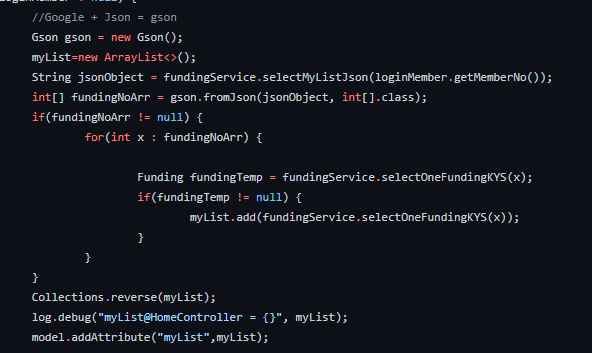 //Google + Json = gson
Gson gson = new Gson();
myList=new ArrayList<>();
String jsonObject = fundingService.selectMyListJson(loginMember.getMemberNo());
int[] fundingNoArr = gson.fromJson(jsonObject, int[].class);
if(fundingNoArr != null) {
for(int x : fundingNoArr) {
Funding fundingTemp = fundingService.selectOneFundingKYS(x);
if(fundingTemp != null) {
myList.add(fundingService.selectOneFundingKYS(x));
}
}
}
Collections.reverse(myList);
log.debug("myList@HomeController = {}", myList);
model.addAttribute("myList",myList);